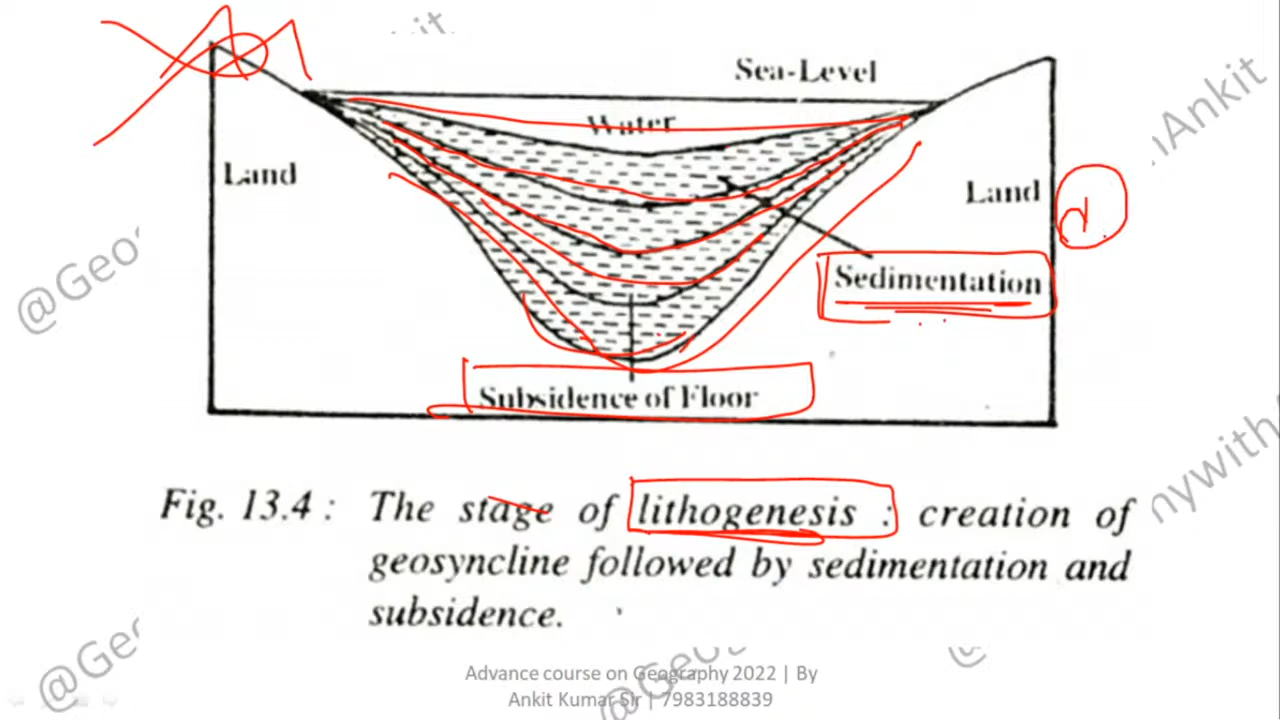 Sea-Level
Water
Land
Land
Sedimentation
Subsidence of Floor
Fig. 13.4 : The stage of lithogenesis : creation of
geosyncline followed by sedimentation and
subsidence.
Advance course on Geography 2022 | By
Ankit Kumar Sir | 7983188839